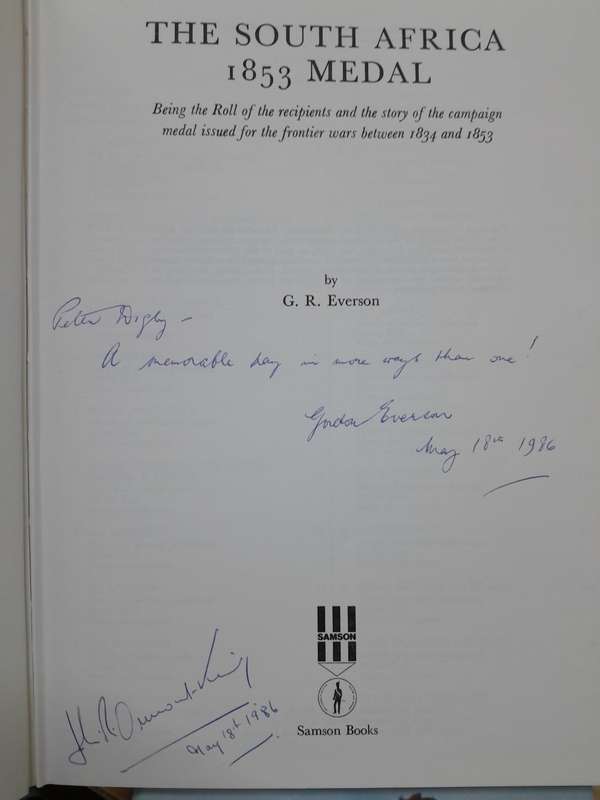 THE SOUTH AFRICA
1853 MEDAL
Being the Roll of the recipients and the story of the campaign
medal issued for the frontier wars between 1834 and 1853
by
G. R. Everson
Peter Digby –
A memorable day in more ways than one!
Gordon Everson
May 18th 1986
SAMSON
May 18th 1986
Samson Books